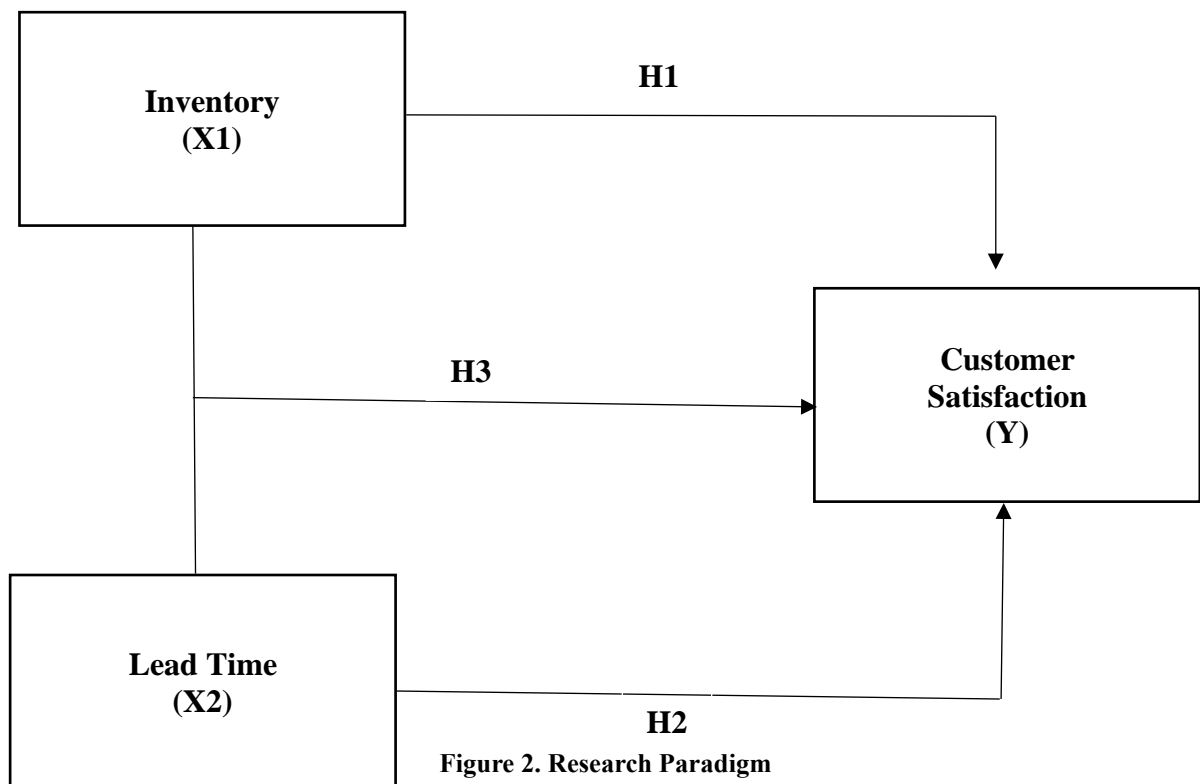 Inventory
(X1)
H1
H3
Customer
Satisfaction
(Y)
Lead Time
(X2)
H2
Figure 2. Research Paradigm